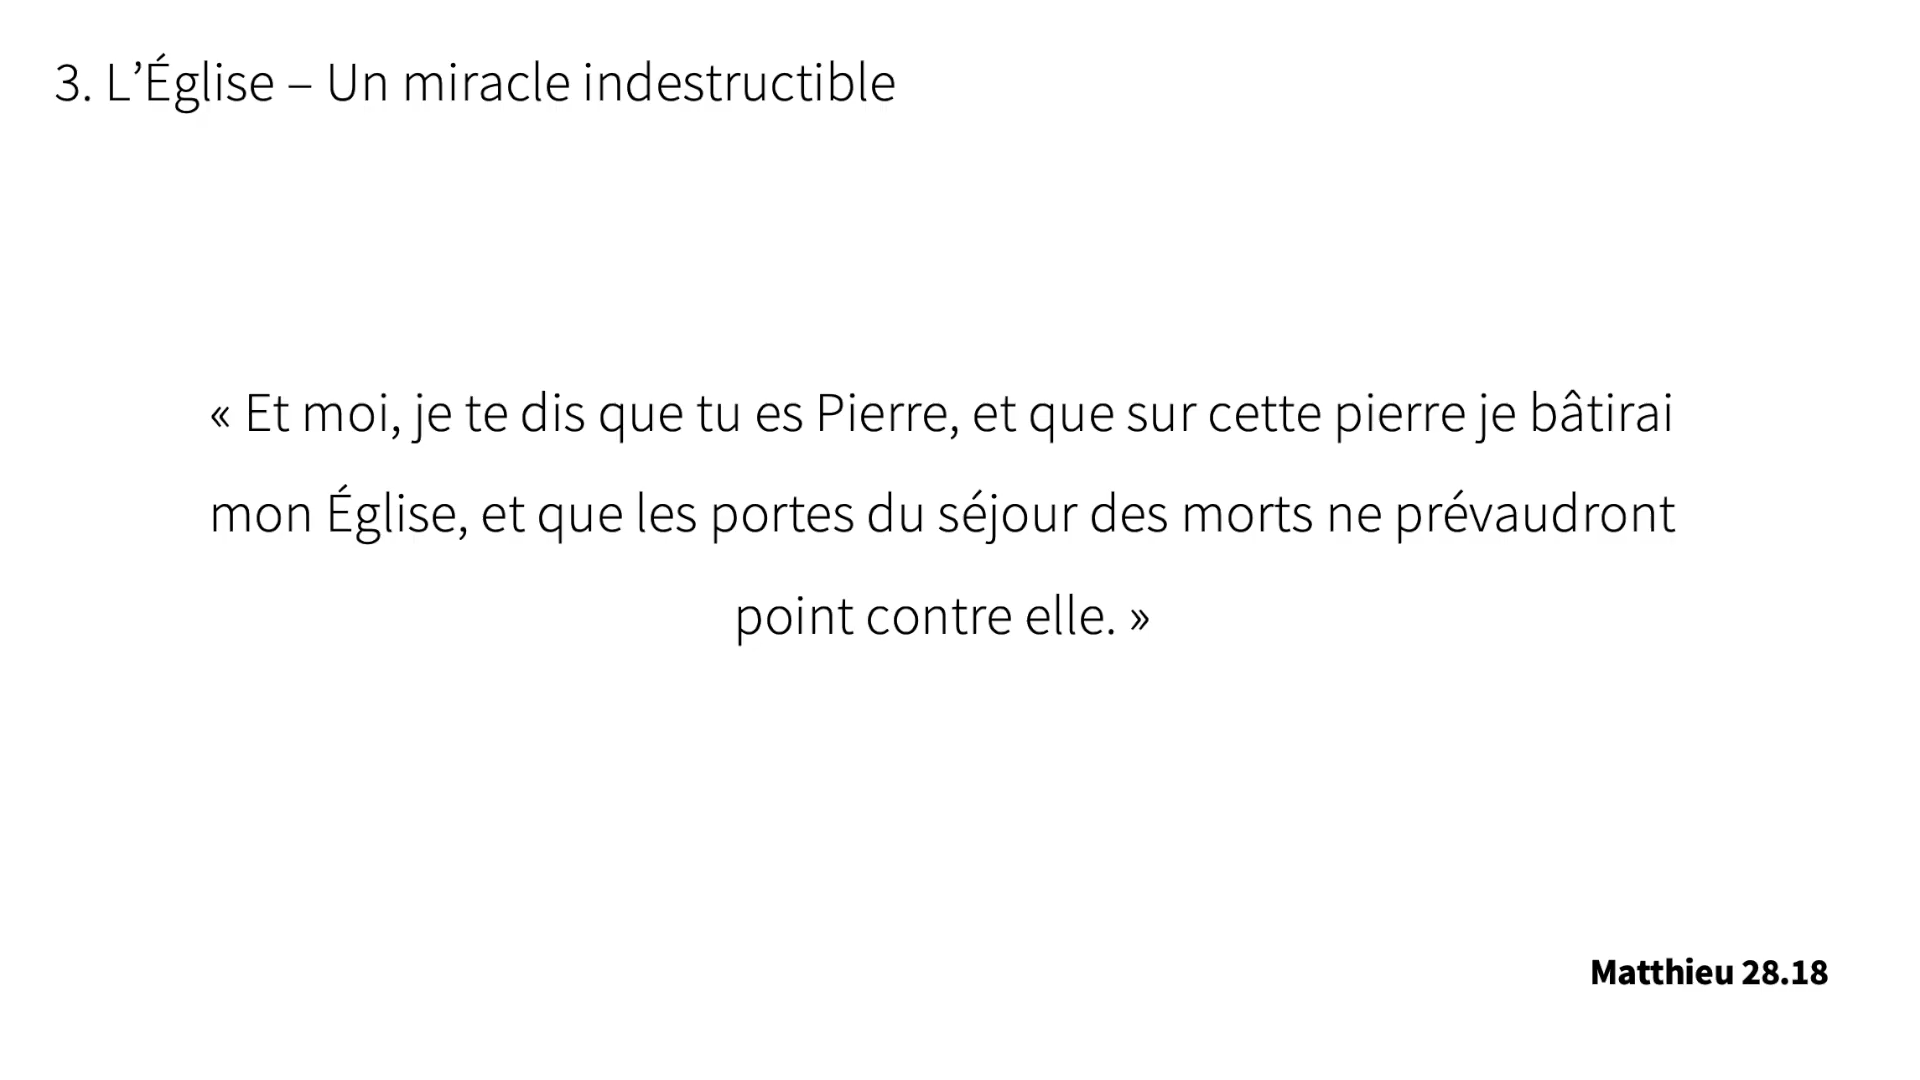 3. L’Église – Un miracle indestructible
« Et moi, je te dis que tu es Pierre, et que sur cette pierre je bâtirai
mon Église, et que les portes du séjour des morts ne prévaudront
point contre elle. »
Matthieu 28.18